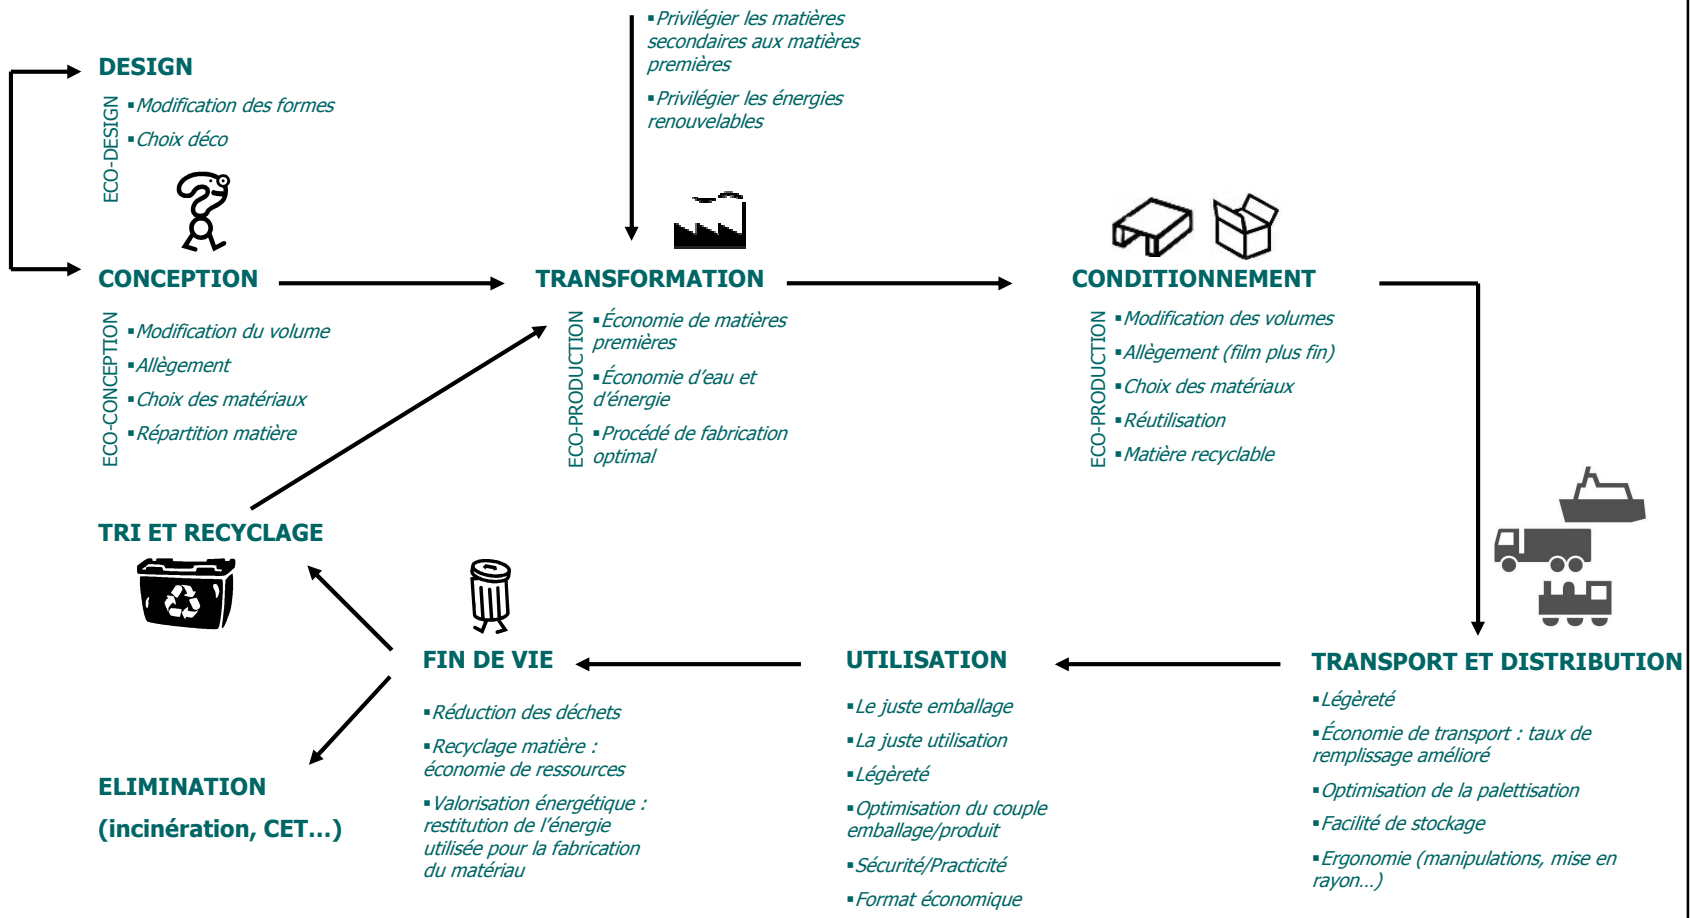 ▪Privilégier les matières
secondaires aux matières
premières
▪Privilégier les énergies
renouvelables
DESIGN
ECO-DESIGN
▪Modification des formes
▪Choix déco
CONCEPTION
ECO-CONCEPTION
▪Modification du volume
▪Allègement
▪Choix des matériaux
▪Répartition matière
TRANSFORMATION
ECO-PRODUCTION
▪Économie de matières
premières
▪Économie d'eau et
d'énergie
▪Procédé de fabrication
optimal
CONDITIONNEMENT
ECO-PRODUCTION
▪Modification des volumes
▪Allègement (film plus fin)
▪Choix des matériaux
▪Réutilisation
▪Matière recyclable
TRI ET RECYCLAGE
FIN DE VIE
▪Réduction des déchets
▪Recyclage matière :
économie de ressources
▪Valorisation énergétique :
restitution de l'énergie
utilisée pour la fabrication
du matériau
UTILISATION
▪Le juste emballage
▪La juste utilisation
▪Légèreté
▪Optimisation du couple
emballage/produit
▪Sécurité/Practicité
▪Format économique
TRANSPORT ET DISTRIBUTION
▪Légèreté
▪Économie de transport : taux de
remplissage amélioré
▪Optimisation de la palettisation
▪Facilité de stockage
▪Ergonomie (manipulations, mise en
rayon…)
ELIMINATION
(incinération, CET…)